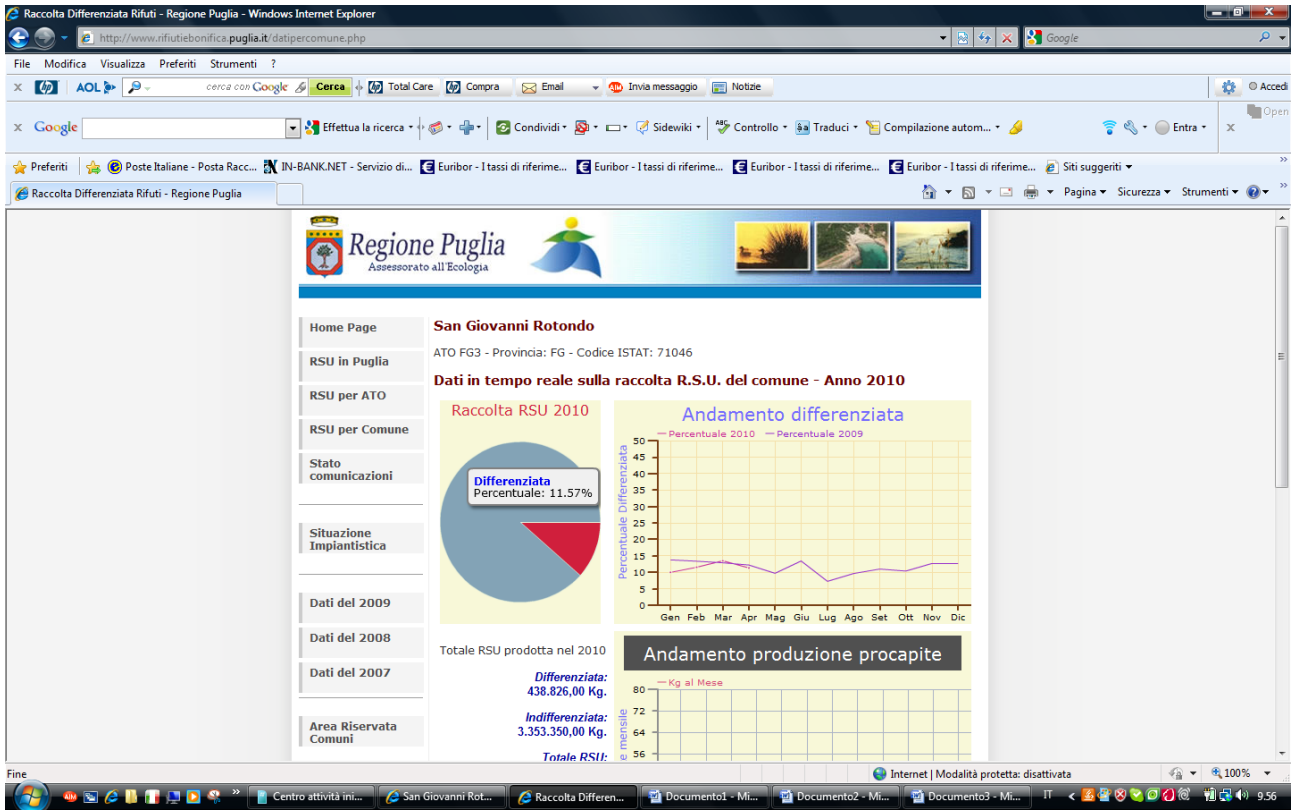 Raccolta Differenziata Rifiuti - Regione Puglia - Windows Internet Explorer
http://www.rifiutiebonifica.puglia.it/datipercomune.php
Google
File Modifica Visualizza Preferiti Strumenti ?
x AOL cerca con Google Cerca Total Care Compra Email Invia messaggio Notizie Accedi
x Google Effettua la ricerca Condividi Sidewiki Controllo Traduci Compilazione autom... Entra x
Open
Preferiti Poste Italiane - Posta Racc... IN-BANK.NET - Servizio di... Euribor - I tassi di riferime... Euribor - I tassi di riferime... Euribor - I tassi di riferime... Euribor - I tassi di riferime... Siti suggeriti
Raccolta Differenziata Rifiuti - Regione Puglia
Pagina Sicurezza Strumenti
Regione Puglia
Assessorato all'Ecologia
Home Page
RSU in Puglia
RSU per ATO
RSU per Comune
Stato
comunicazioni
Situazione
Impiantistica
Dati del 2009
Dati del 2008
Dati del 2007
Area Riservata
Comuni
San Giovanni Rotondo
ATO FG3 - Provincia: FG - Codice ISTAT: 71046
Dati in tempo reale sulla raccolta R.S.U. del comune - Anno 2010
Raccolta RSU 2010
Differenziata
Percentuale: 11.57%
Andamento differenziata
Percentuale 2010 Percentuale 2009
Percentuale Differenziata
50
45
40
35
30
25
20
15
10
5
0
Gen Feb Mar Apr Mag Giu Lug Ago Set Ott Nov Dic
Totale RSU prodotta nel 2010
Differenziata:
438.826,00 Kg.
Indifferenziata:
3.353.350,00 Kg.
Totale RSU:
Andamento produzione procapite
Kg al Mese
e mensile
80
72
64
56
Fine
Internet | Modalità protetta: disattivata
100%
Centro attività ini... San Giovanni Rot... Raccolta Differen... Documento1 - Mi... Documento2 - Mi... Documento3 - Mi... IT 9.56